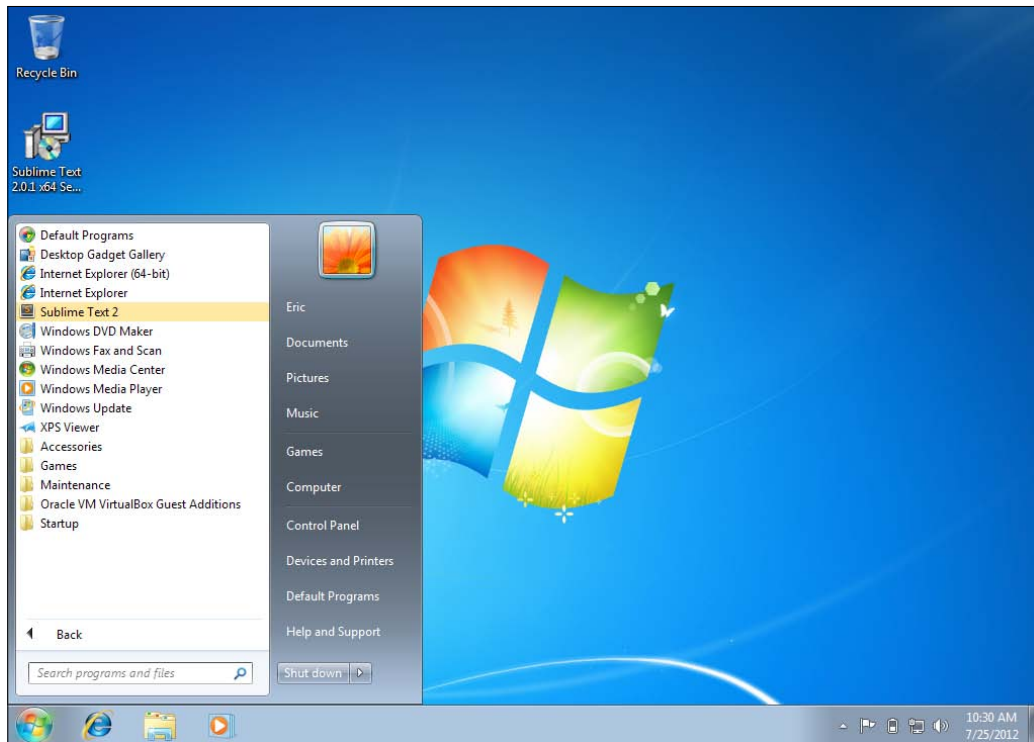 Recycle Bin
Sublime Text
2.0.1 x64 Se...
Default Programs
Desktop Gadget Gallery
Internet Explorer (64-bit)
Internet Explorer
Sublime Text 2
Windows DVD Maker
Windows Fax and Scan
Windows Media Center
Windows Media Player
Windows Update
XPS Viewer
Accessories
Games
Maintenance
Oracle VM VirtualBox Guest Additions
Startup
Back
Search programs and files
Eric
Documents
Pictures
Music
Games
Computer
Control Panel
Devices and Printers
Default Programs
Help and Support
Shut down
10:30 AM
7/25/2012